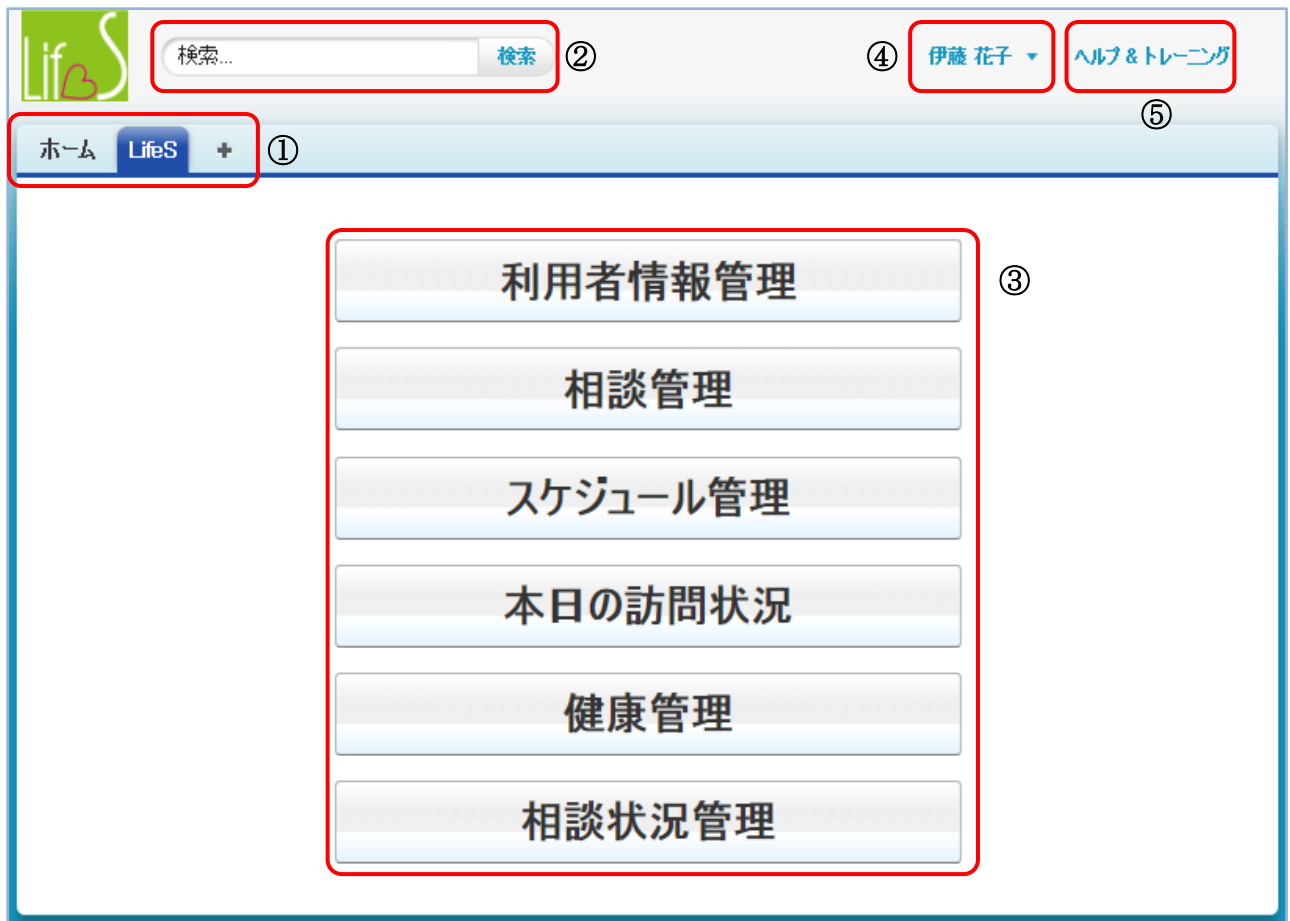 LifeS
検索... 検索 ② ④ 伊藤 花子 ヘルプ & トレーニング
⑤
ホーム LifeS + ①
利用者情報管理 ③
相談管理
スケジュール管理
本日の訪問状況
健康管理
相談状況管理